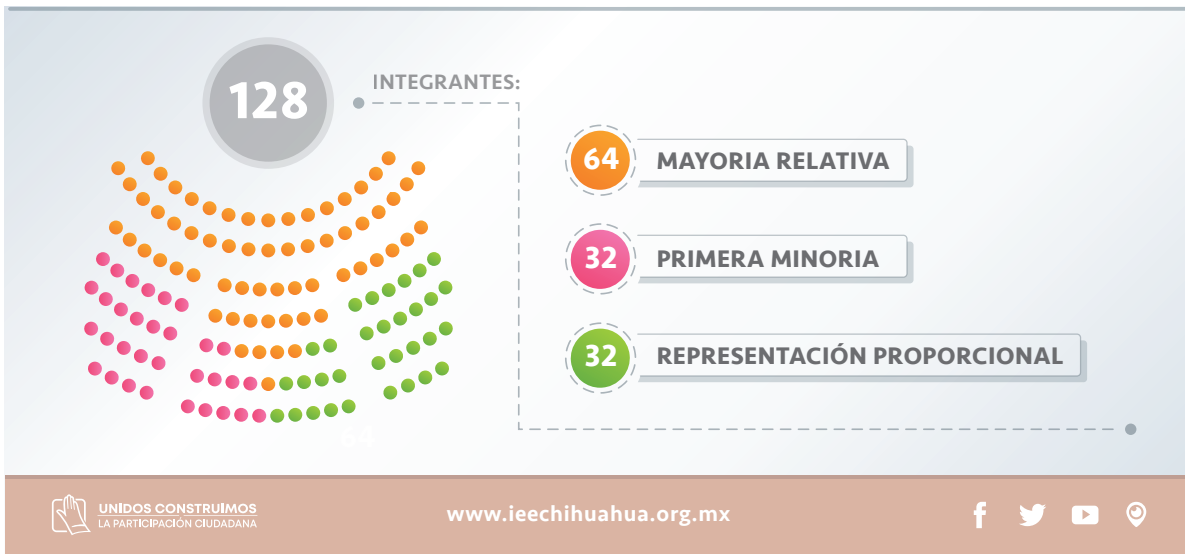 128
INTEGRANTES:
64 MAYORIA RELATIVA
32 PRIMERA MINORIA
32 REPRESENTACIÓN PROPORCIONAL
64
UNIDOS CONSTRUIMOS
LA PARTICIPACIÓN CIUDADANA
www.ieechihuahua.org.mx